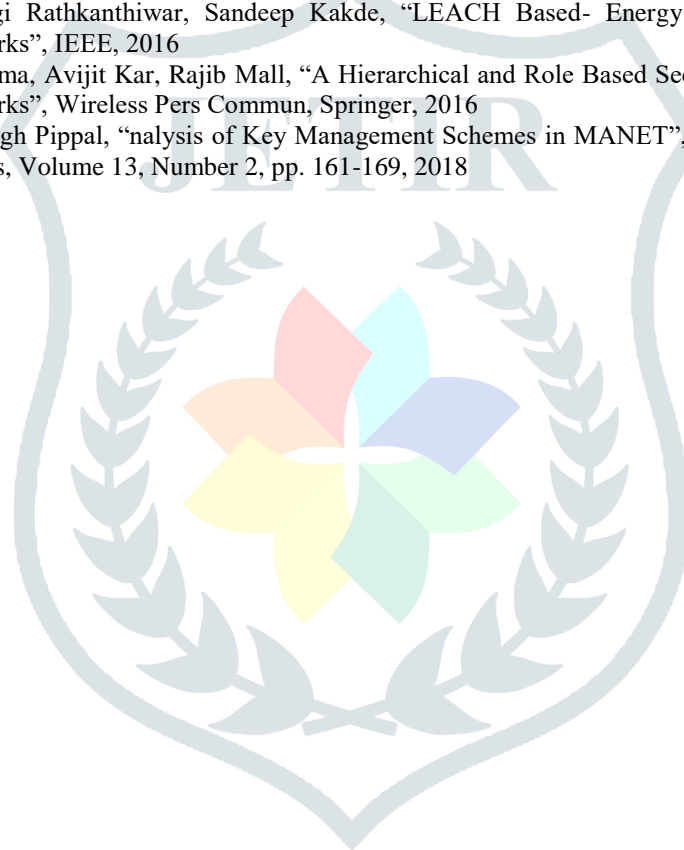 gi Rathkanthiwar, Sandeep Kakde, “LEACH Based- Energy
rks”, IEEE, 2016
ma, Avijit Kar, Rajib Mall, “A Hierarchical and Role Based Sec
rks”, Wireless Pers Commun, Springer, 2016
gh Pippal, “nalysis of Key Management Schemes in MANET”,
s, Volume 13, Number 2, pp. 161-169, 2018
JETIR